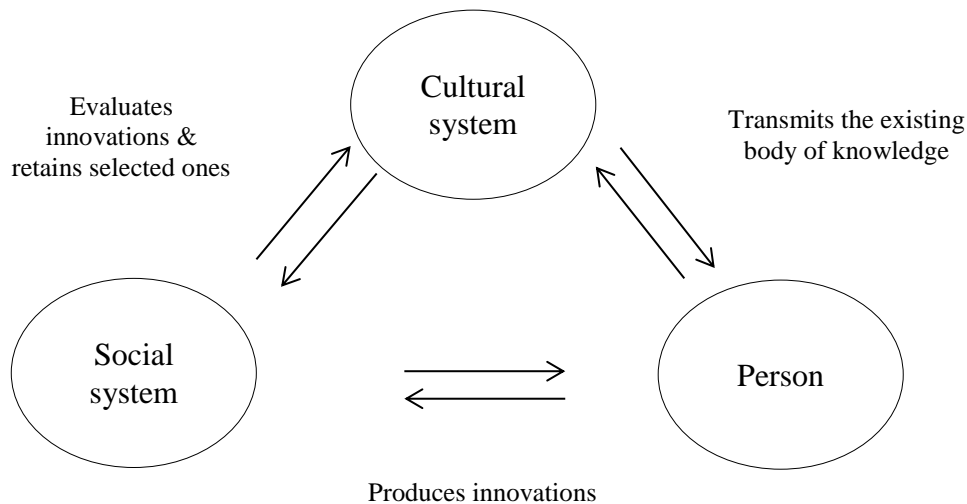 Cultural
system
Evaluates
innovations &
retains selected ones
Transmits the existing
body of knowledge
Social
system
Person
Produces innovations